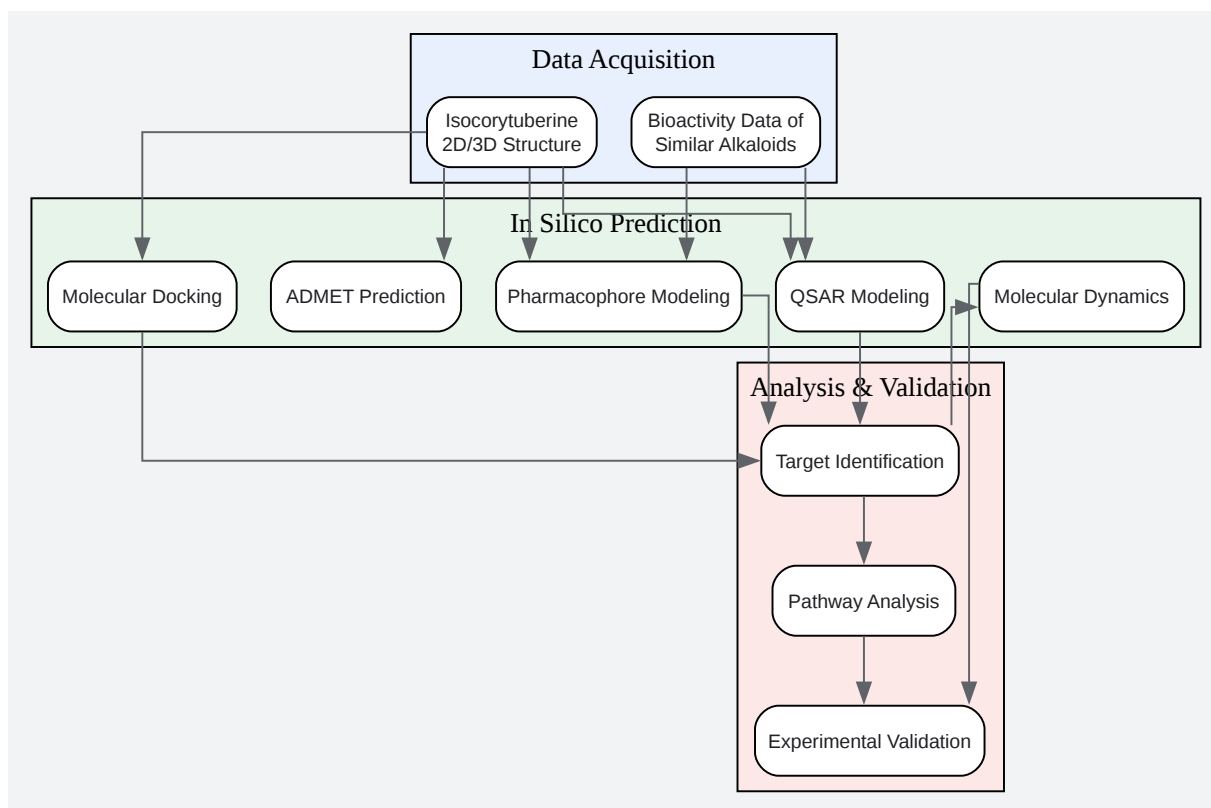 Data Acquisition
Isocorytuberine
2D/3D Structure
Bioactivity Data of
Similar Alkaloids
In Silico Prediction
Molecular Docking
ADMET Prediction
Pharmacophore Modeling
QSAR Modeling
Molecular Dynamics
Analysis & Validation
Target Identification
Pathway Analysis
Experimental Validation